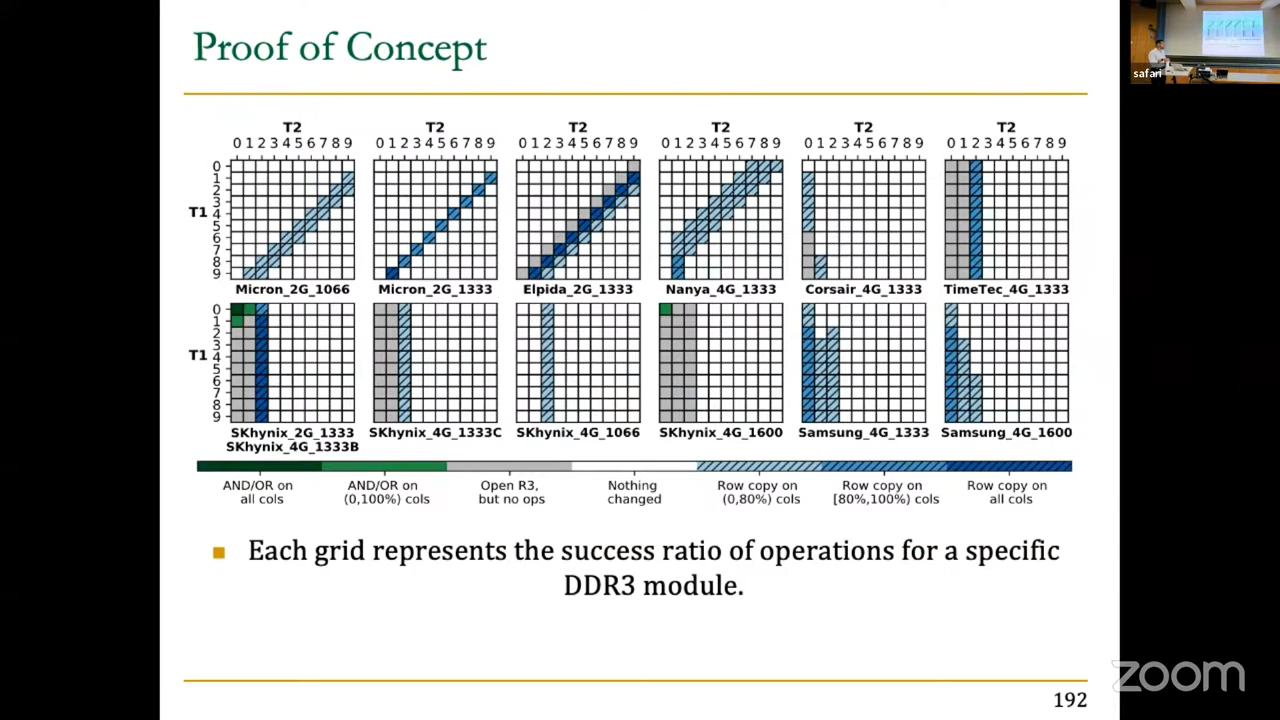 Proof of Concept
safari
T2 T2 T2 T2 T2 T2
0 1 2 3 4 5 6 7 8 9 0 1 2 3 4 5 6 7 8 9 0 1 2 3 4 5 6 7 8 9 0 1 2 3 4 5 6 7 8 9 0 1 2 3 4 5 6 7 8 9 0 1 2 3 4 5 6 7 8 9
T1
0
1
2
3
4
5
6
7
8
9
Micron_2G_1066 Micron_2G_1333 Elpida_2G_1333 Nanya_4G_1333 Corsair_4G_1333 TimeTec_4G_1333
T1
0
1
2
3
4
5
6
7
8
9
SKhynix_2G_1333 SKhynix_4G_1333C SKhynix_4G_1066 SKhynix_4G_1600 Samsung_4G_1333 Samsung_4G_1600
SKhynix_4G_1333B
AND/OR on AND/OR on Open R3, Nothing Row copy on Row copy on Row copy on
all cols (0,100%) cols but no ops changed (0,80%) cols [80%,100%) cols all cols
Each grid represents the success ratio of operations for a specific
DDR3 module.
zoom
192